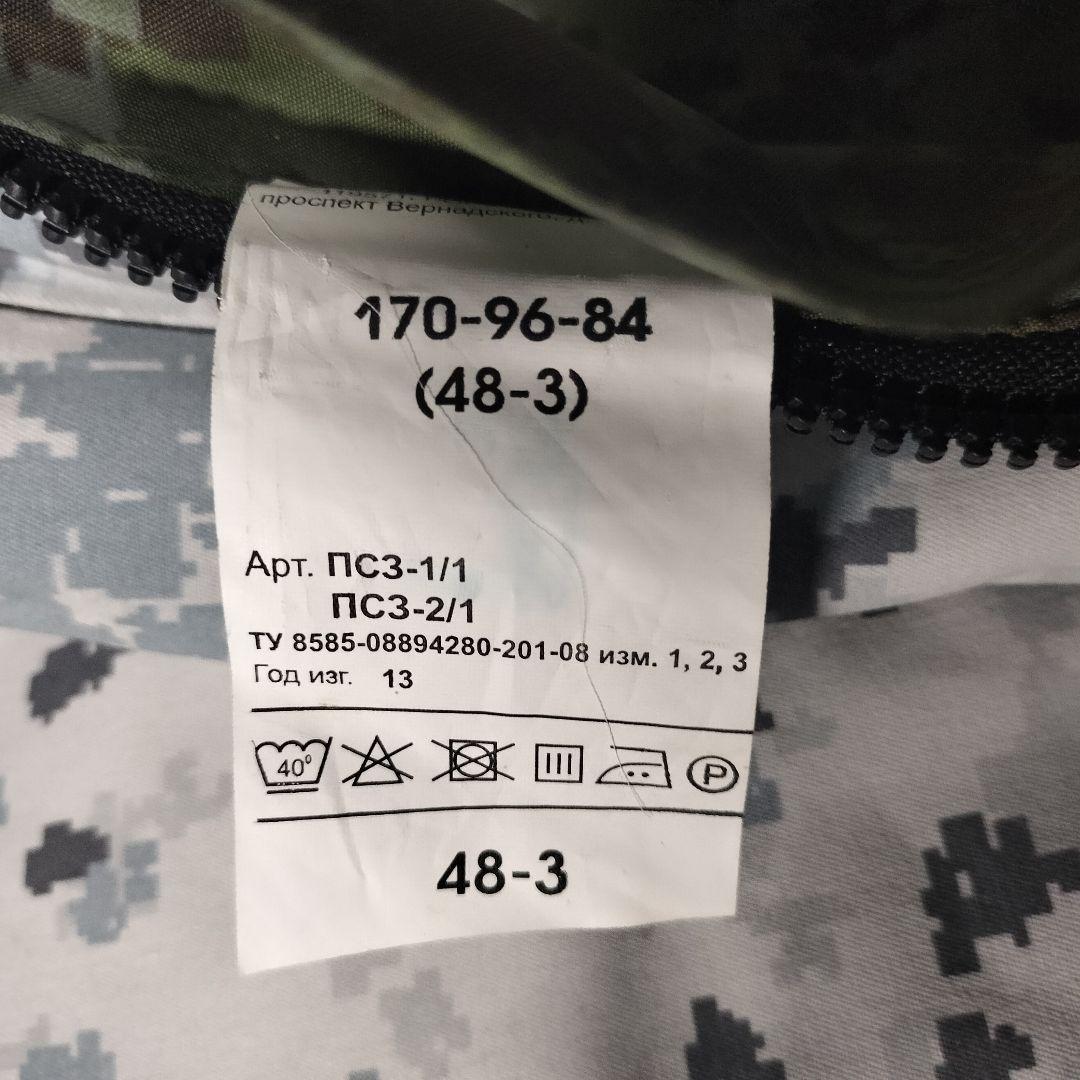 проспект Вернадского, д
170-96-84
(48-3)
Арт. ПСЗ-1/1
ПСЗ-2/1
ТУ 8585-08894280-201-08 изм. 1, 2, 3
Год изг. 13
40° P
48-3